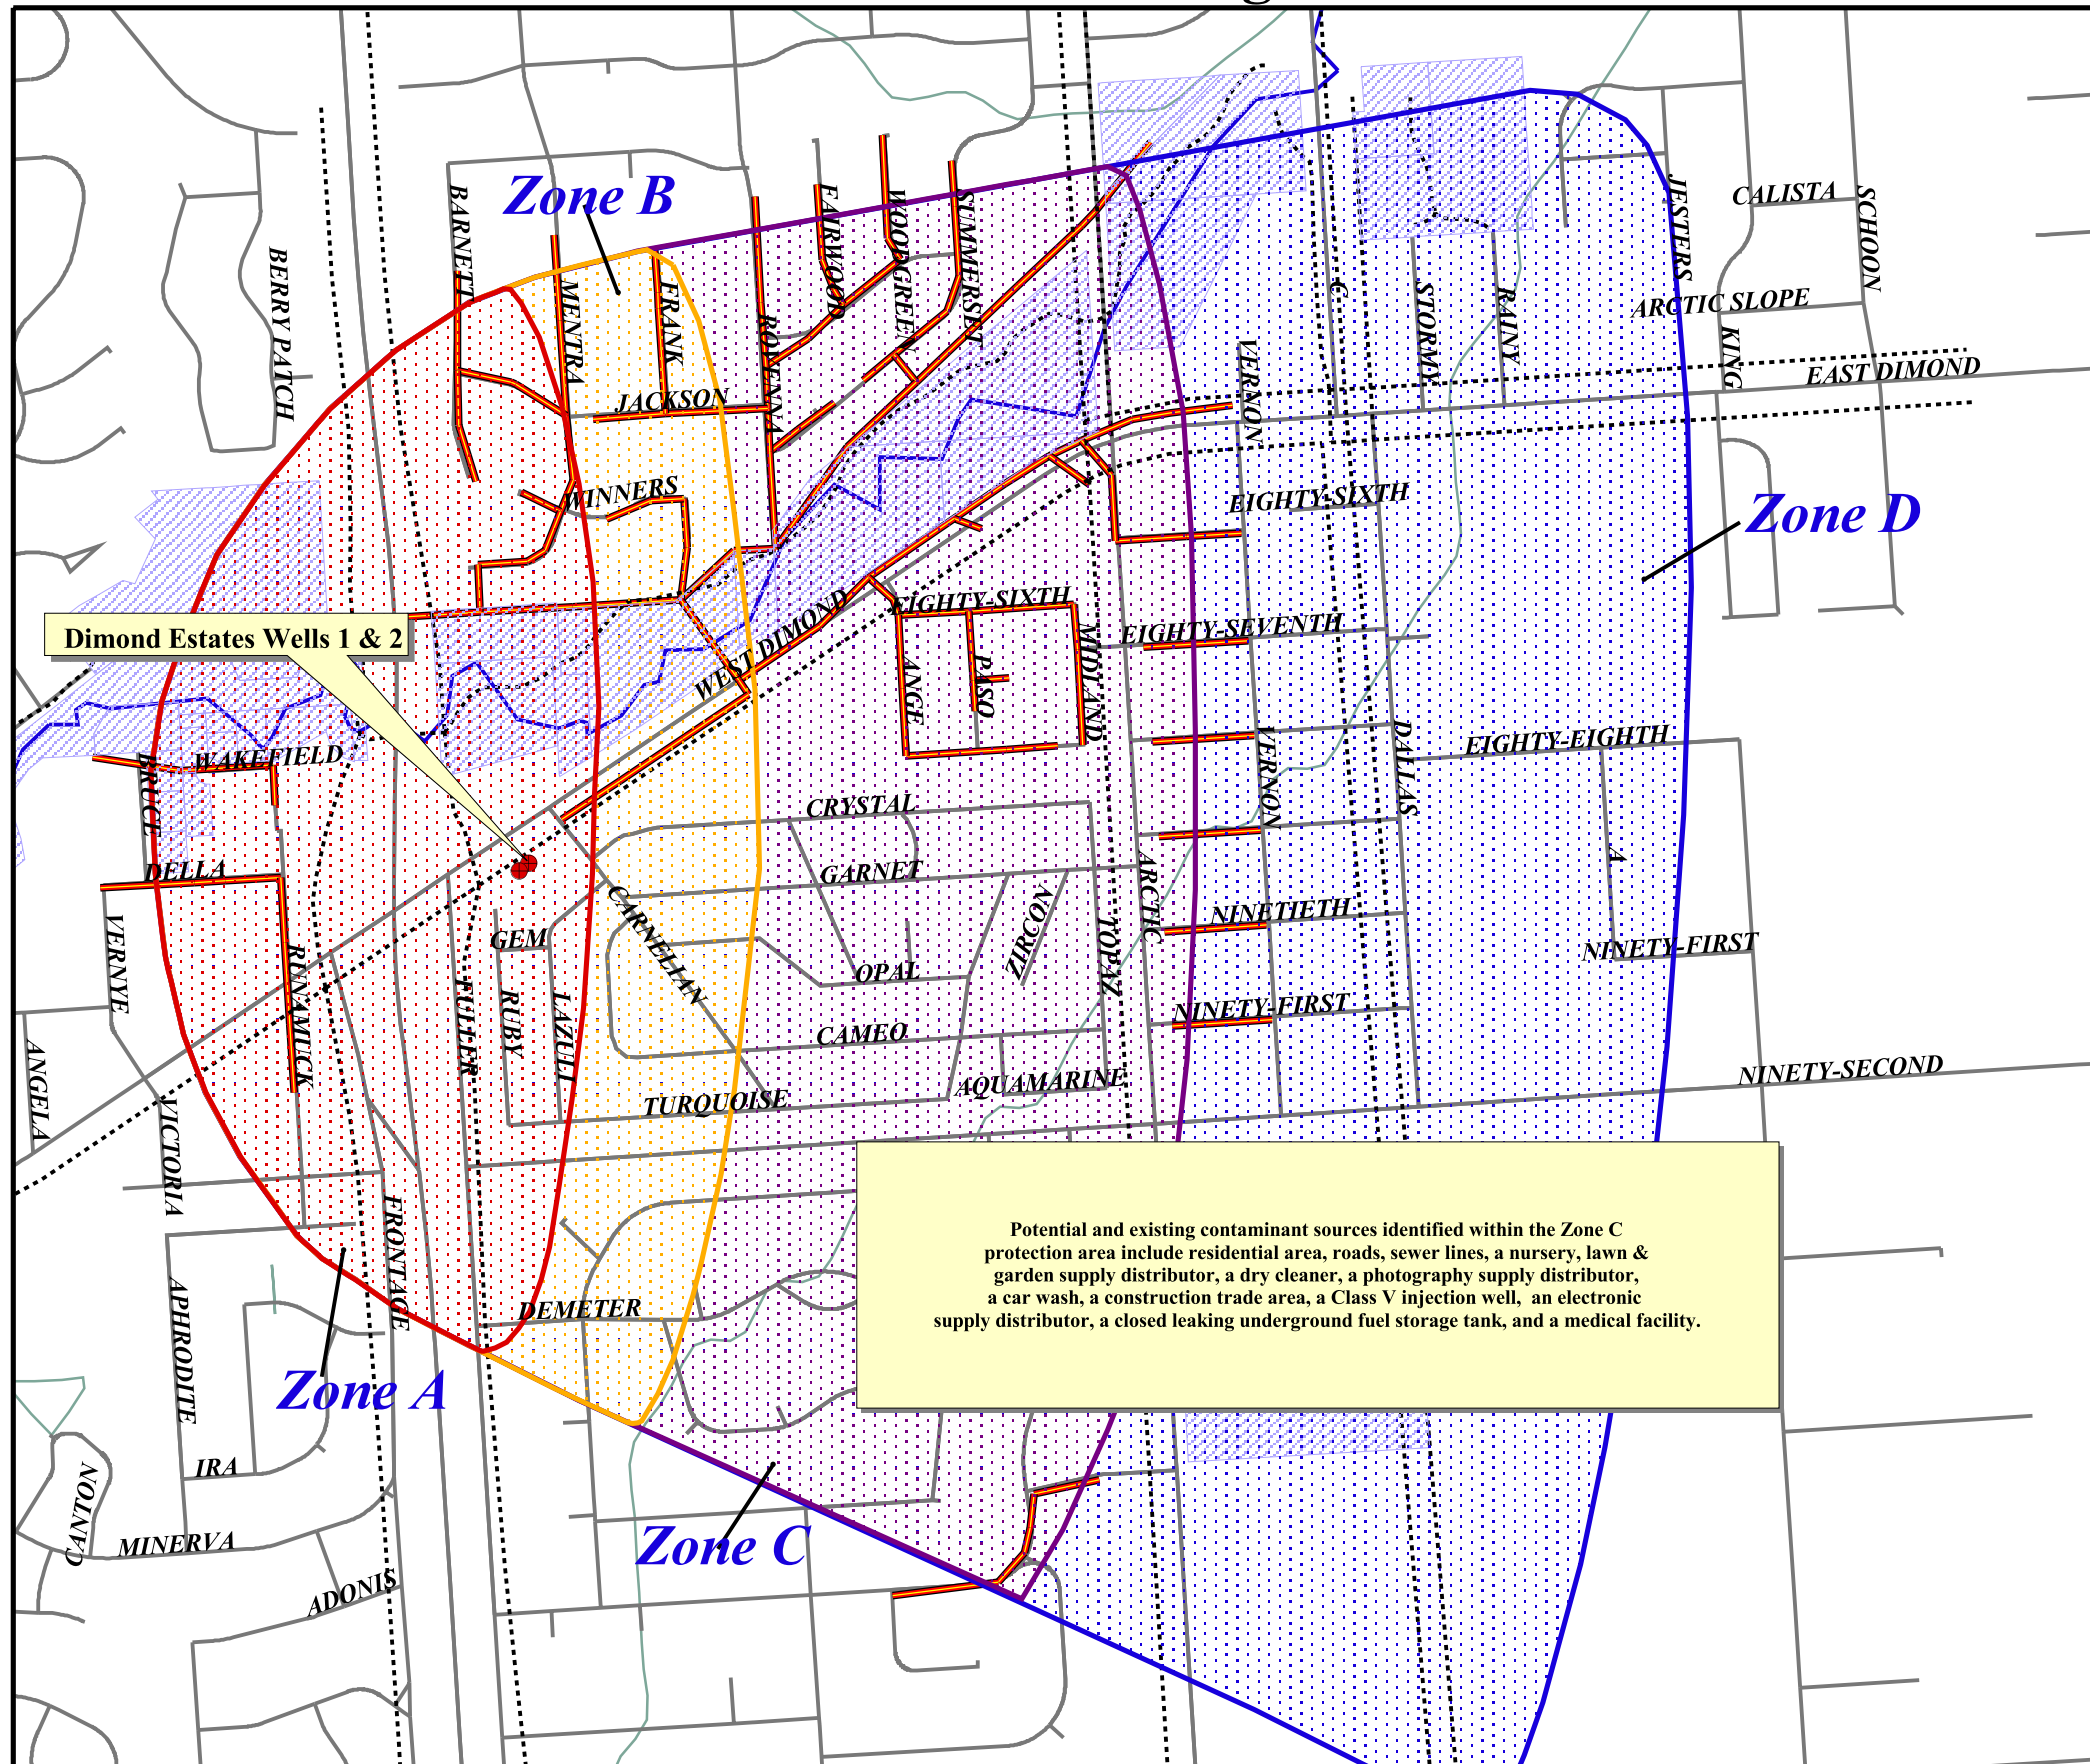 Zone B
BARNETT
FAIRWOOD
WOODGREEN
SUMMERSET
JESTERS
CALISTA
SCHOON
BERRY PATCH
MENTRA
FRANK
ROVENNA
C
STORMY
RAINY
ARCTIC SLOPE
KING
VERNON
EAST DIMOND
JACKSON
WINNERS
EIGHTY-SIXTH
Zone D
Dimond Estates Wells 1 & 2
WEST DIMOND
EIGHTY-SIXTH
EIGHTY-SEVENTH
ANGE
PASO
MIDLAND
WAKEFIELD
BRUCE
VERNON
DALLAS
EIGHTY-EIGHTH
CRYSTAL
DELLA
GARNET
ARCTIC
A
VERNYE
GEM
CARNELIAN
ZIRCON
TOPAZ
NINETIETH
NINETY-FIRST
RENAMUCK
FULLER
RUBY
LAZULI
OPAL
CAMEO
NINETY-FIRST
ANGELA
VICTORIA
TURQUOISE
AQUAMARINE
NINETY-SECOND
FRONTAGE
APHRODITE
DEMETER
Potential and existing contaminant sources identified within the Zone C
protection area include residential area, roads, sewer lines, a nursery, lawn &
garden supply distributor, a dry cleaner, a photography supply distributor,
a car wash, a construction trade area, a Class V injection well, an electronic
supply distributor, a closed leaking underground fuel storage tank, and a medical facility.
Zone A
IRA
CANTON
MINERVA
Zone C
ADONIS